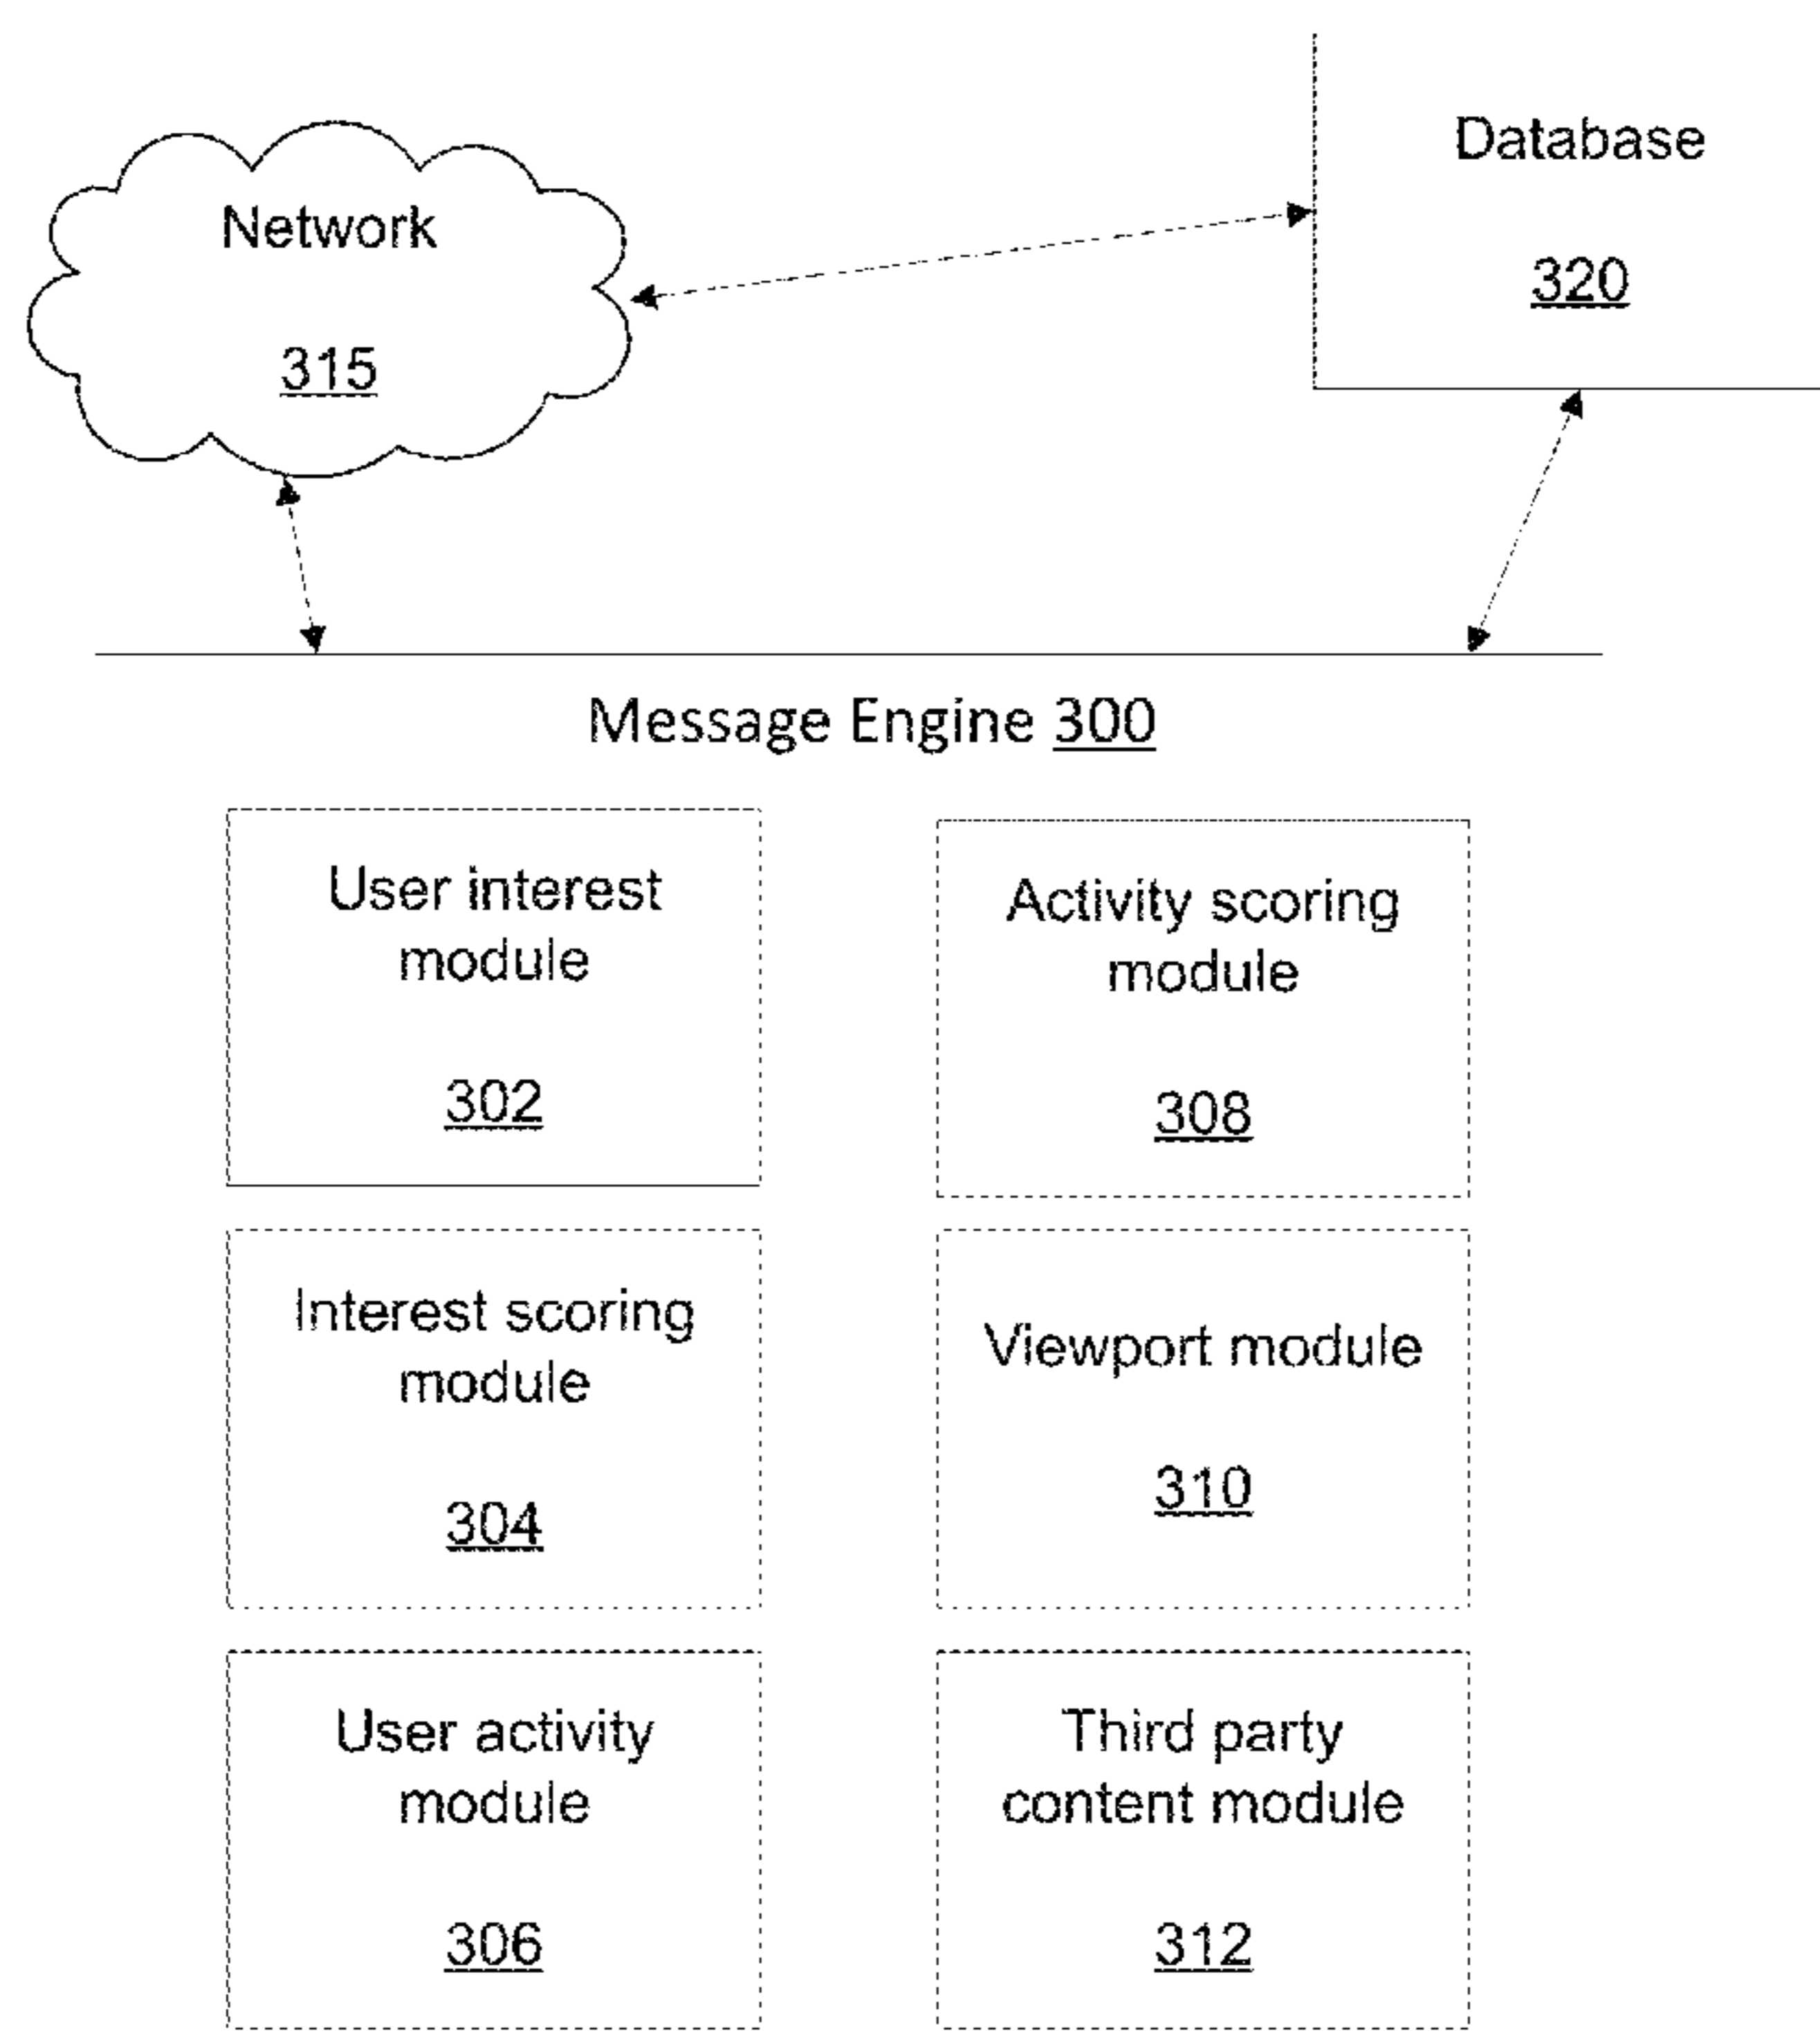 Network
315
Database
320
Message Engine 300
User interest
module
302
Activity scoring
module
308
Interest scoring
module
304
Viewport module
310
User activity
module
306
Third party
content module
312